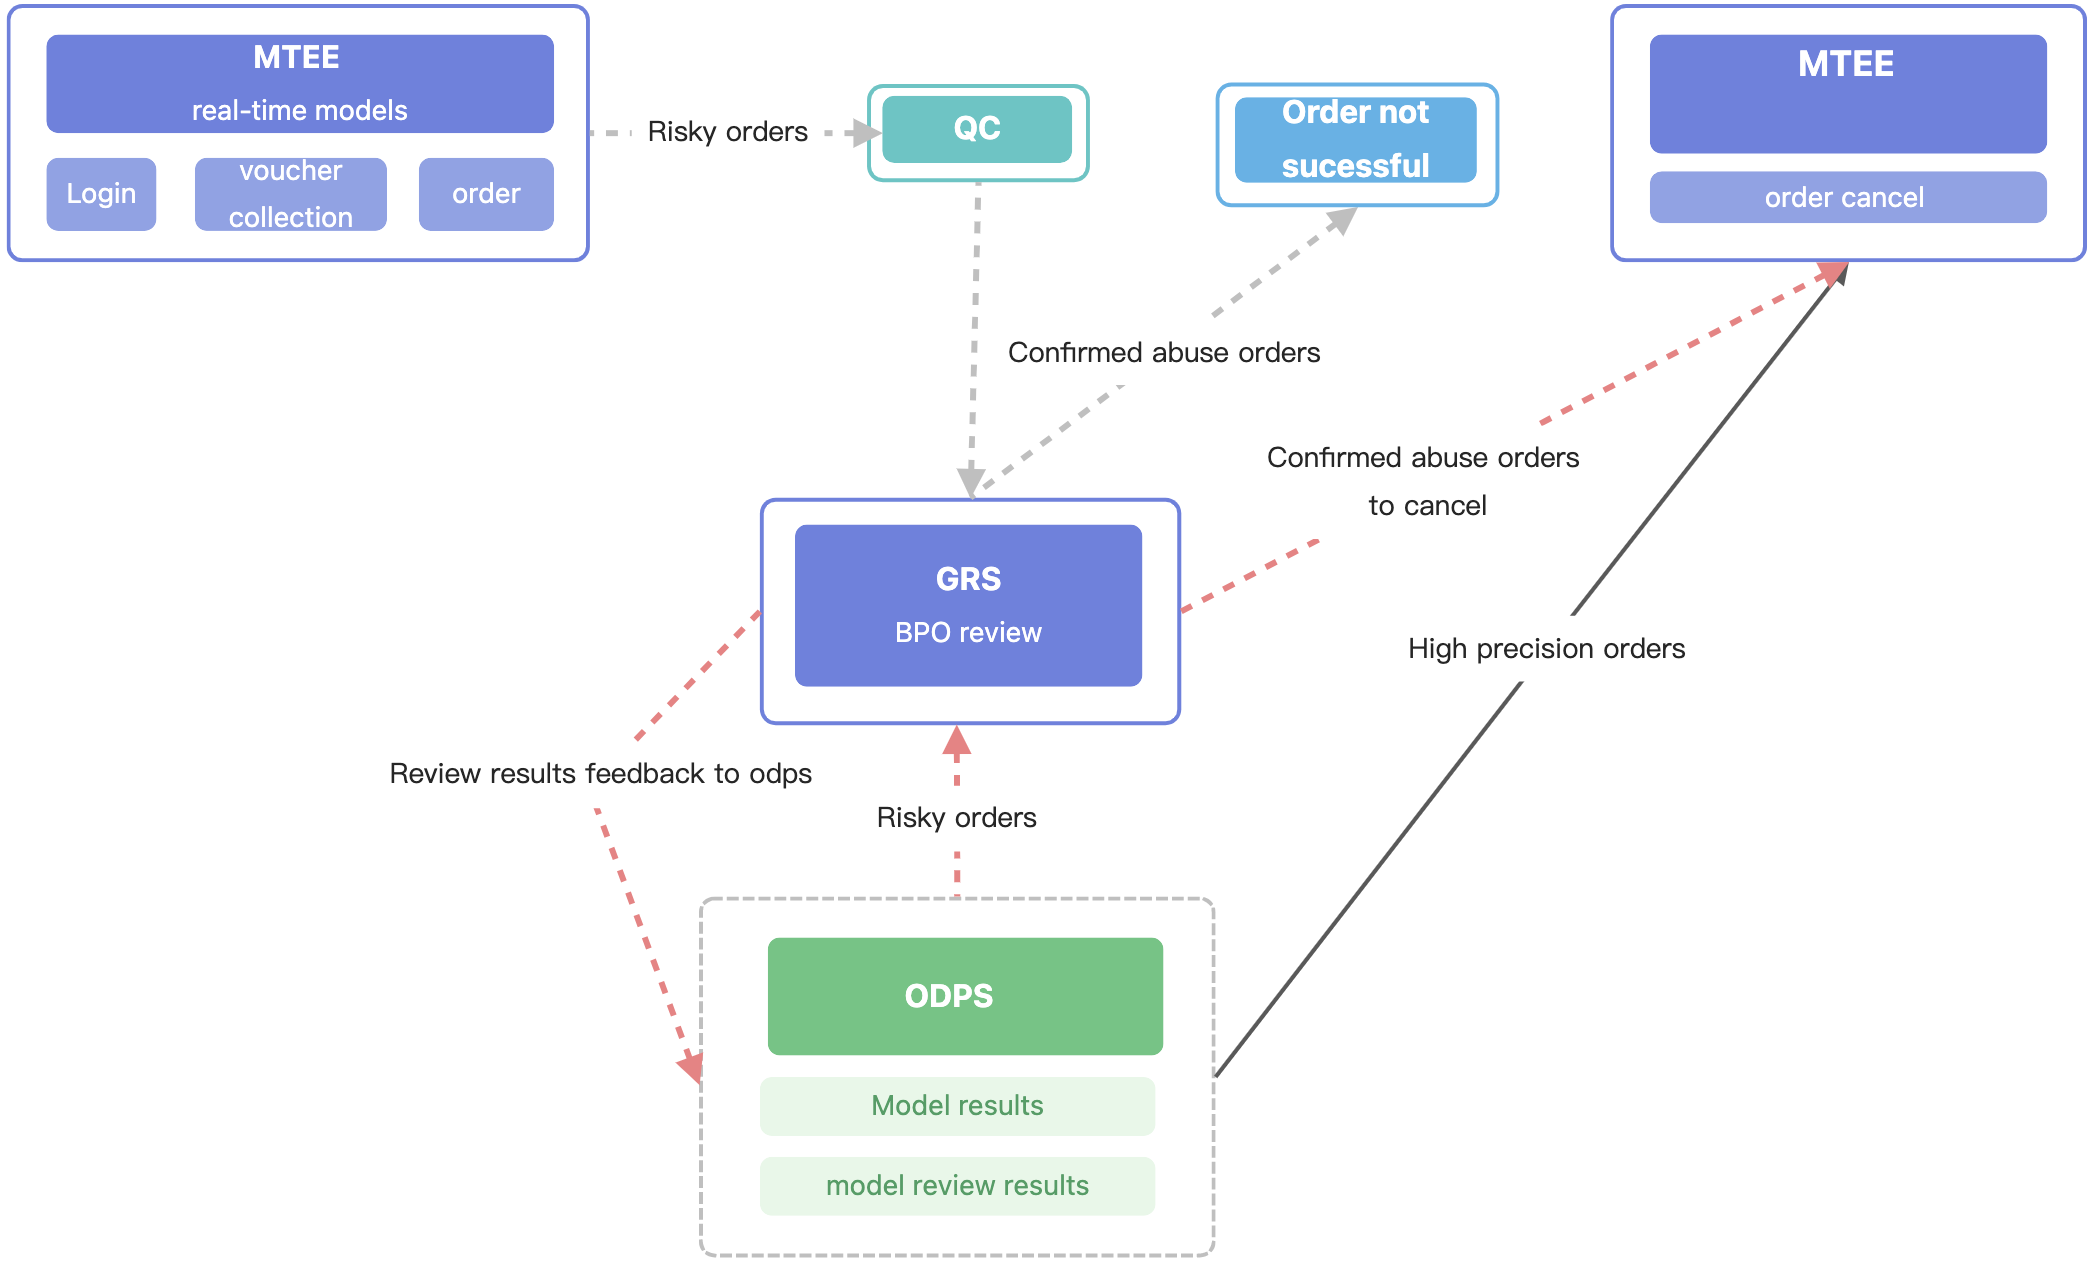 MTEE
real-time models
Login
voucher
collection
order
Risky orders
QC
Order not
sucessful
MTEE
order cancel
Confirmed abuse orders
Confirmed abuse orders
to cancel
GRS
BPO review
High precision orders
Review results feedback to odps
Risky orders
ODPS
Model results
model review results